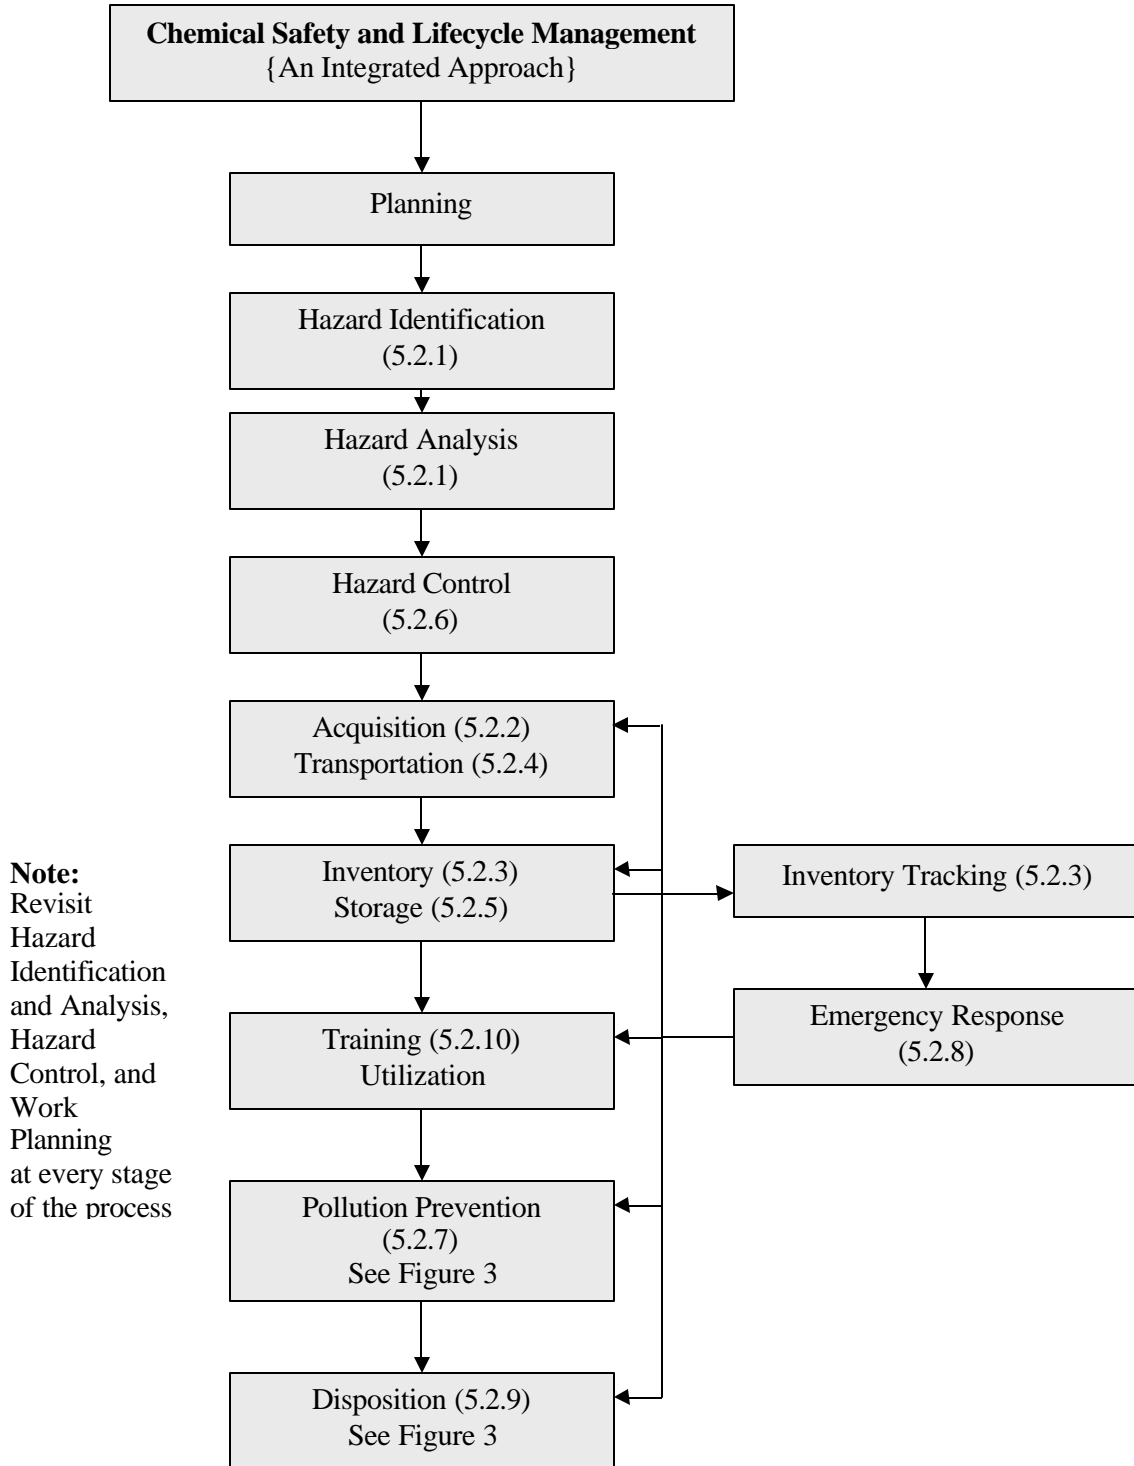 Chemical Safety and Lifecycle Management
{An Integrated Approach}
Planning
Hazard Identification
(5.2.1)
Hazard Analysis
(5.2.1)
Hazard Control
(5.2.6)
Acquisition (5.2.2)
Transportation (5.2.4)
Inventory (5.2.3)
Storage (5.2.5)
Inventory Tracking (5.2.3)
Emergency Response
(5.2.8)
Training (5.2.10)
Utilization
Pollution Prevention
(5.2.7)
See Figure 3
Disposition (5.2.9)
See Figure 3
Note:
Revisit
Hazard
Identification
and Analysis,
Hazard
Control, and
Work
Planning
at every stage
of the process